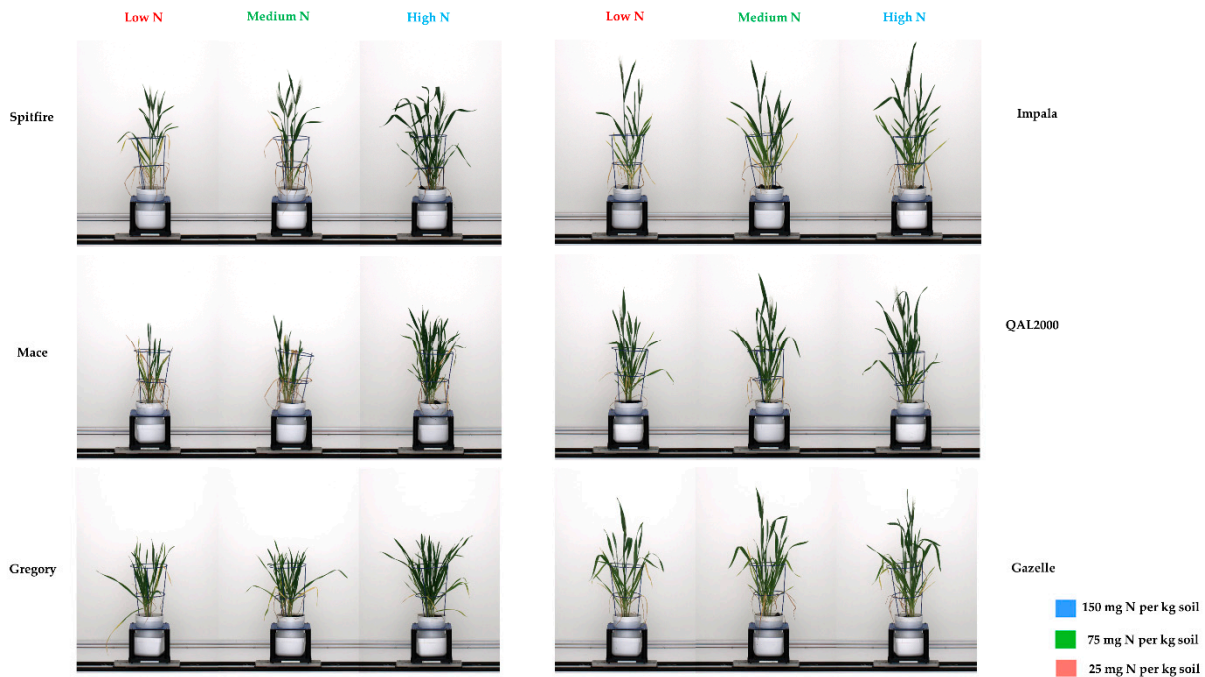 Low N Medium N High N Low N Medium N High N
Spitfire
Impala
Mace
QAL2000
Gregory
Gazelle
150 mg N per kg soil
75 mg N per kg soil
25 mg N per kg soil